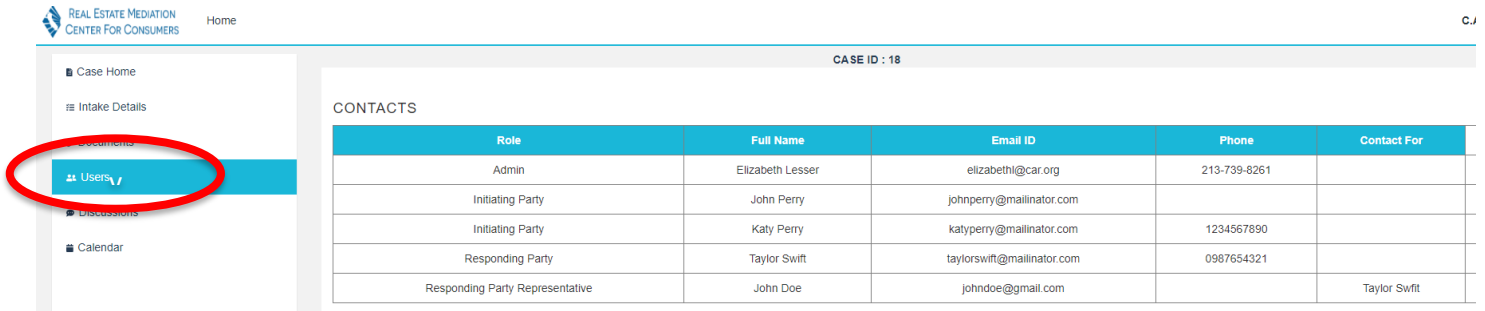 REAL ESTATE MEDIATION
CENTER FOR CONSUMERS
Home
C.A
CASE ID : 18
Case Home
Intake Details
Documents
Users
Discussions
Calendar
CONTACTS
Role Full Name Email ID Phone Contact For
Admin Elizabeth Lesser elizabethl@car.org 213-739-8261
Initiating Party John Perry johnperry@mailinator.com
Initiating Party Katy Perry katyperry@mailinator.com 1234567890
Responding Party Taylor Swift taylorswift@mailinator.com 0987654321
Responding Party Representative John Doe johndoe@gmail.com Taylor Swfit